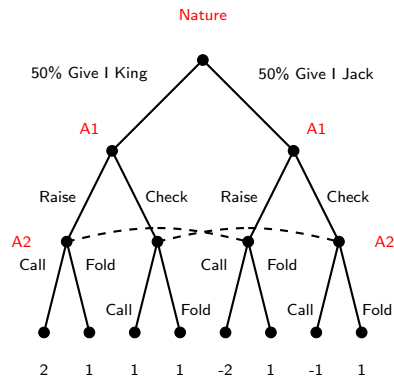 Nature
50% Give I King
50% Give I Jack
A1
A1
Raise
Check
Raise
Check
A2
A2
Call
Fold
Call
Fold
Call
Fold
Call
Fold
2
1
1
1
-2
1
-1
1